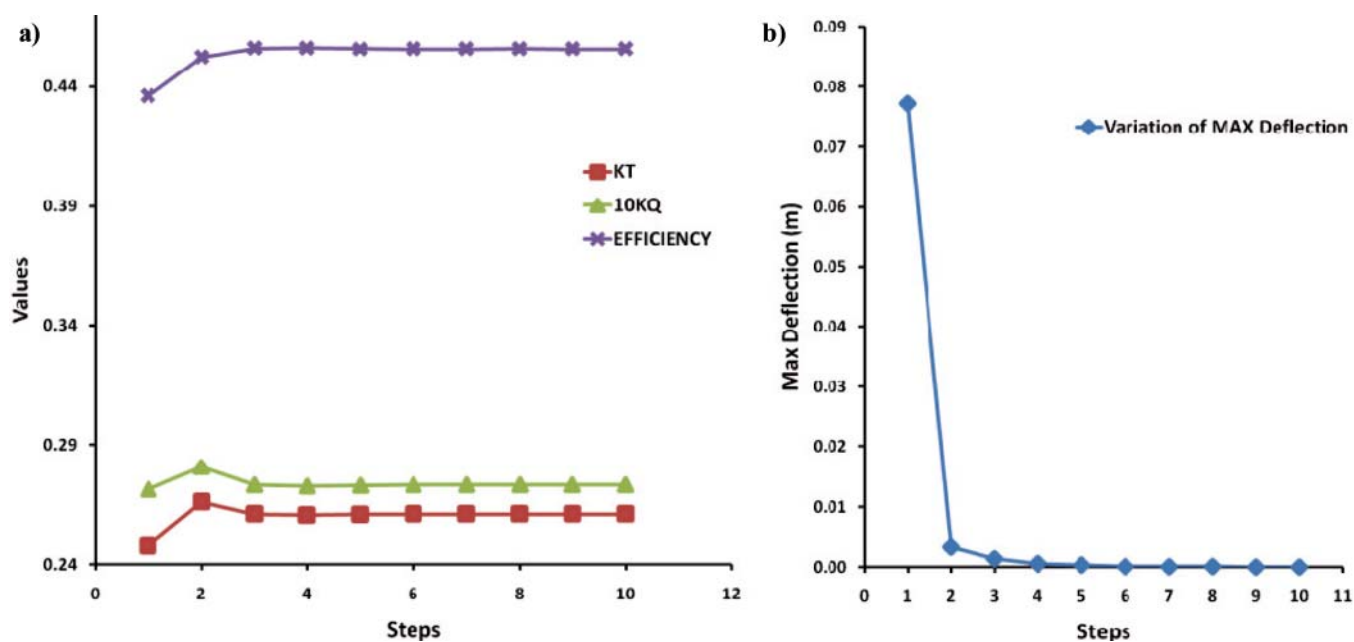 a)
0.44
0.39
0.34
0.29
0.24
Values
KT
10KQ
EFFICIENCY
0 2 4 6 8 10 12
Steps
b)
0.09
0.08
0.07
0.06
0.05
0.04
0.03
0.02
0.01
0.00
Max Deflection (m)
Variation of MAX Deflection
0 1 2 3 4 5 6 7 8 9 10 11
Steps